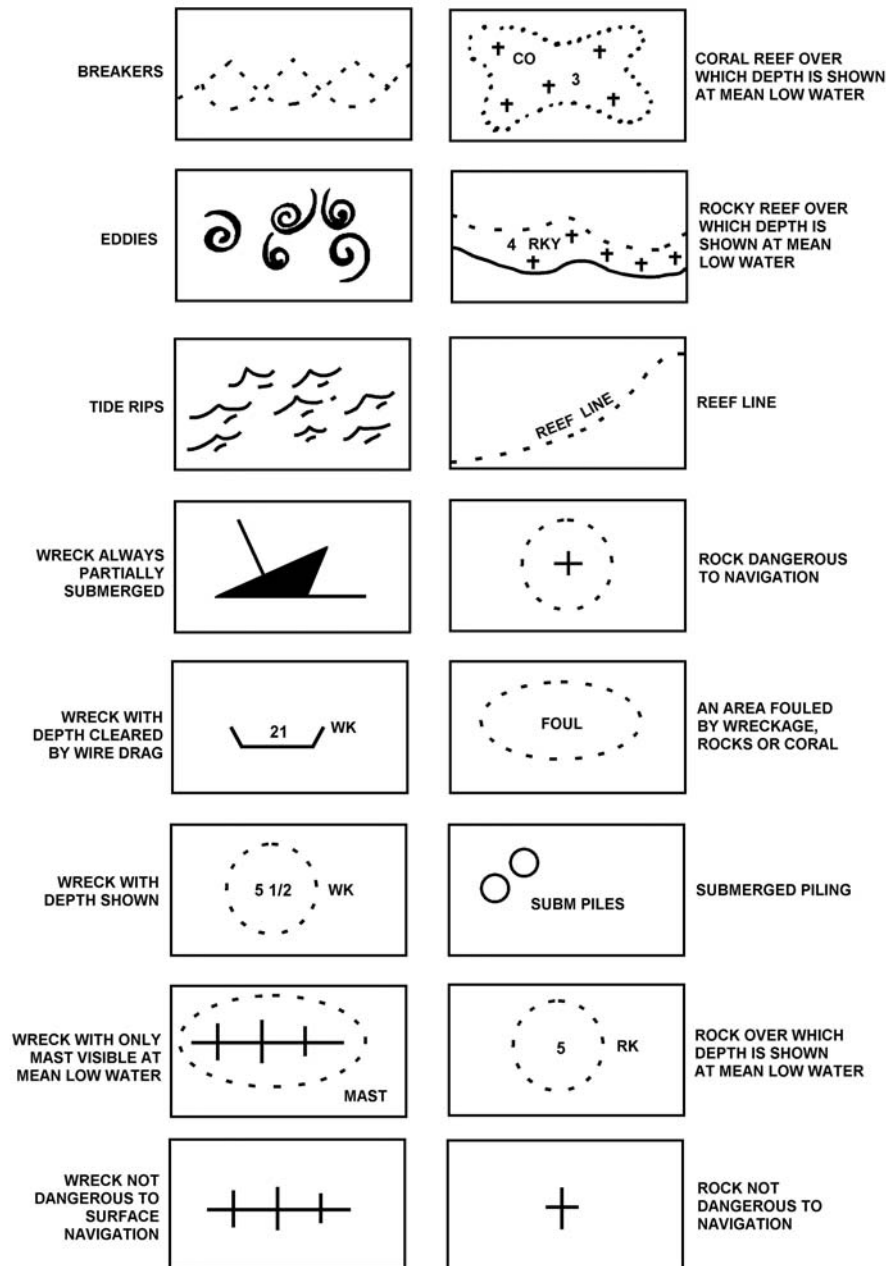 BREAKERS
CO
3
CORAL REEF OVER
WHICH DEPTH IS SHOWN
AT MEAN LOW WATER
EDDIES
4 RKY
ROCKY REEF OVER
WHICH DEPTH IS
SHOWN AT MEAN
LOW WATER
TIDE RIPS
REEF LINE
REEF LINE
WRECK ALWAYS
PARTIALLY
SUBMERGED
ROCK DANGEROUS
TO NAVIGATION
WRECK WITH
DEPTH CLEARED
BY WIRE DRAG
21 WK
FOUL
AN AREA FOULED
BY WRECKAGE,
ROCKS OR CORAL
WRECK WITH
DEPTH SHOWN
5 1/2 WK
SUBM PILES
SUBMERGED PILING
WRECK WITH ONLY
MAST VISIBLE AT
MEAN LOW WATER
MAST
5 RK
ROCK OVER WHICH
DEPTH IS SHOWN
AT MEAN LOW WATER
WRECK NOT
DANGEROUS TO
SURFACE
NAVIGATION
ROCK NOT
DANGEROUS TO
NAVIGATION